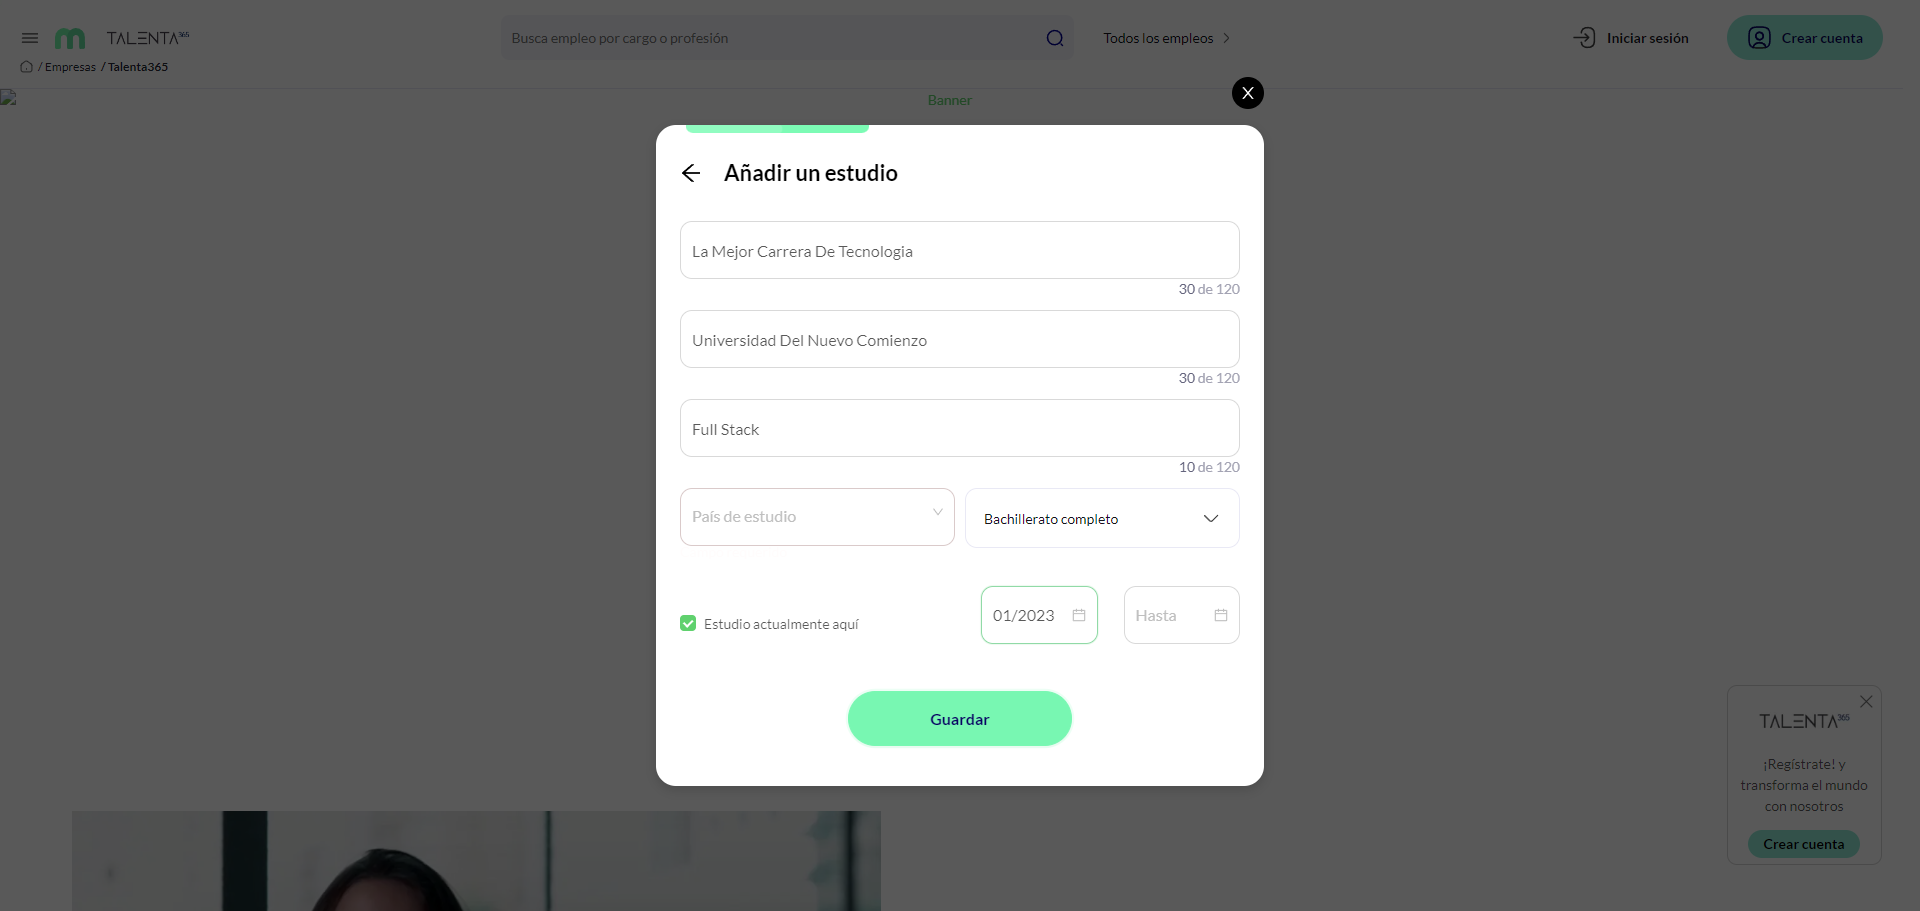 TALENTA365
Busca empleo por cargo o profesión
Todos los empleos
Iniciar sesión
Crear cuenta
/ Empresas / Talenta365
Banner
X
Añadir un estudio
La Mejor Carrera De Tecnologia
30 de 120
Universidad Del Nuevo Comienzo
30 de 120
Full Stack
10 de 120
País de estudio
Bachillerato completo
Estudio actualmente aquí
01/2023
Hasta
Guardar
TALENTA365
¡Regístrate! y
transforma el mundo
con nosotros
Crear cuenta